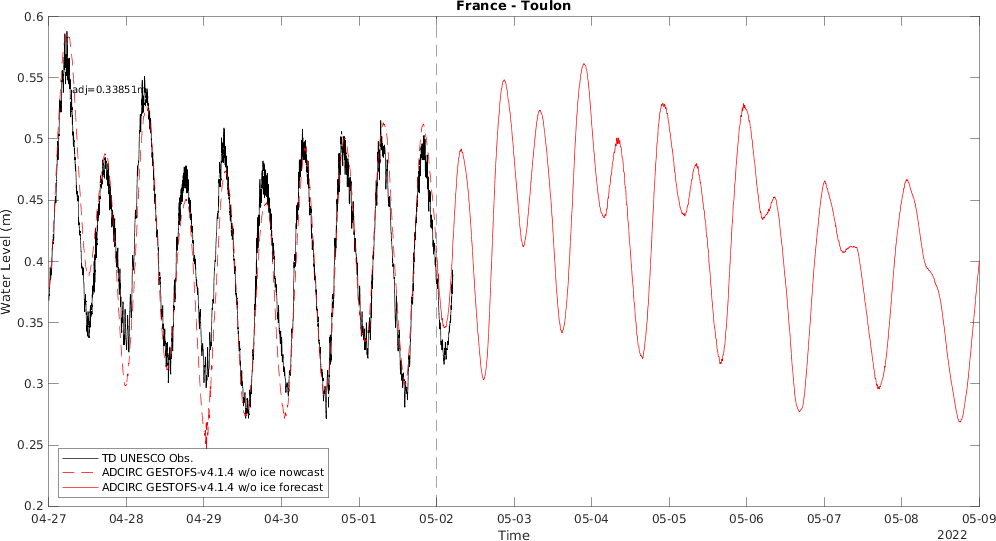 France - Toulon
0.6
0.55
adj=0.33851m
0.5
0.45
0.4
Water Level (m)
0.35
0.3
0.25
0.2
TD UNESCO Obs.
ADCIRC GESTOFS-v4.1.4 w/o ice nowcast
ADCIRC GESTOFS-v4.1.4 w/o ice forecast
04-27 04-28 04-29 04-30 05-01 05-02 05-03 05-04 05-05 05-06 05-07 05-08 05-09
Time
2022